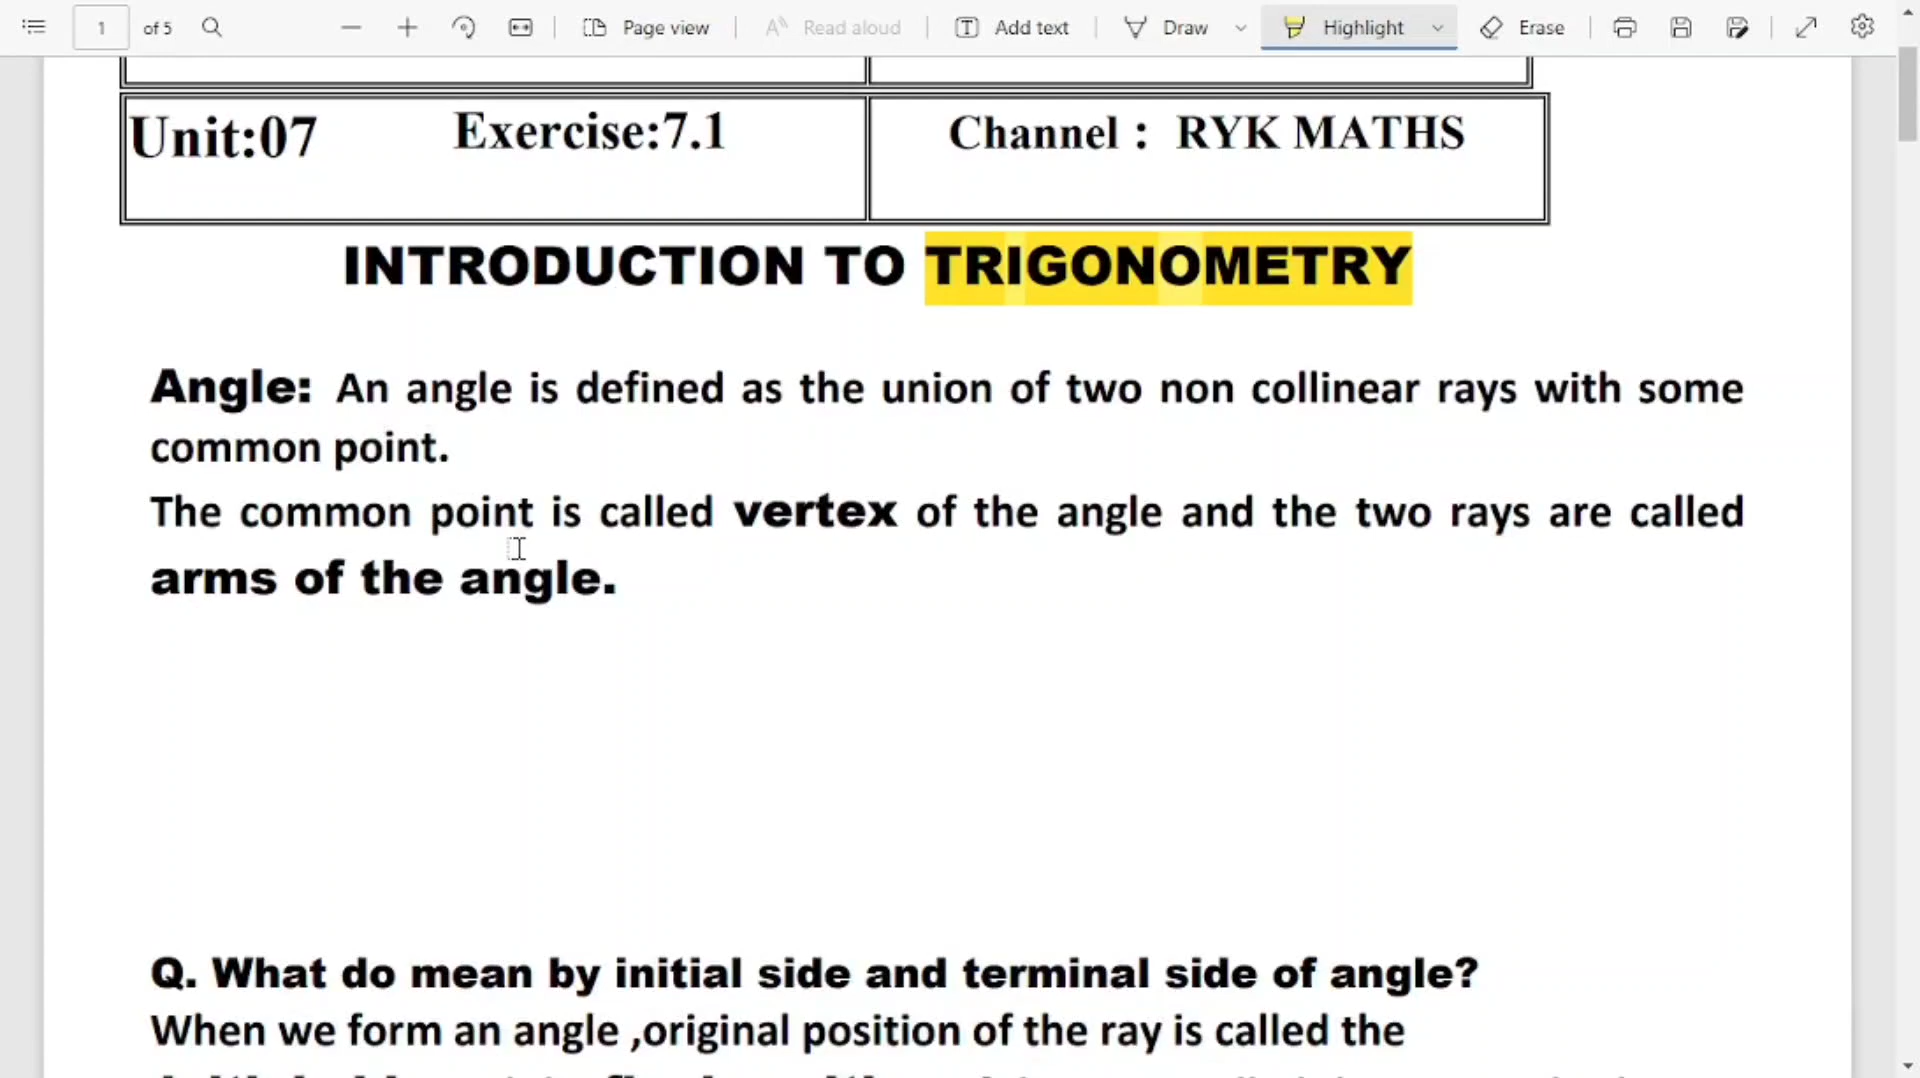 1 of 5 Page view Read aloud Add text Draw Highlight Erase
Unit:07 Exercise:7.1 Channel : RYK MATHS
INTRODUCTION TO TRIGONOMETRY
Angle: An angle is defined as the union of two non collinear rays with some
common point.
The common point is called vertex of the angle and the two rays are called
arms of the angle.
Q. What do mean by initial side and terminal side of angle?
When we form an angle ,original position of the ray is called the